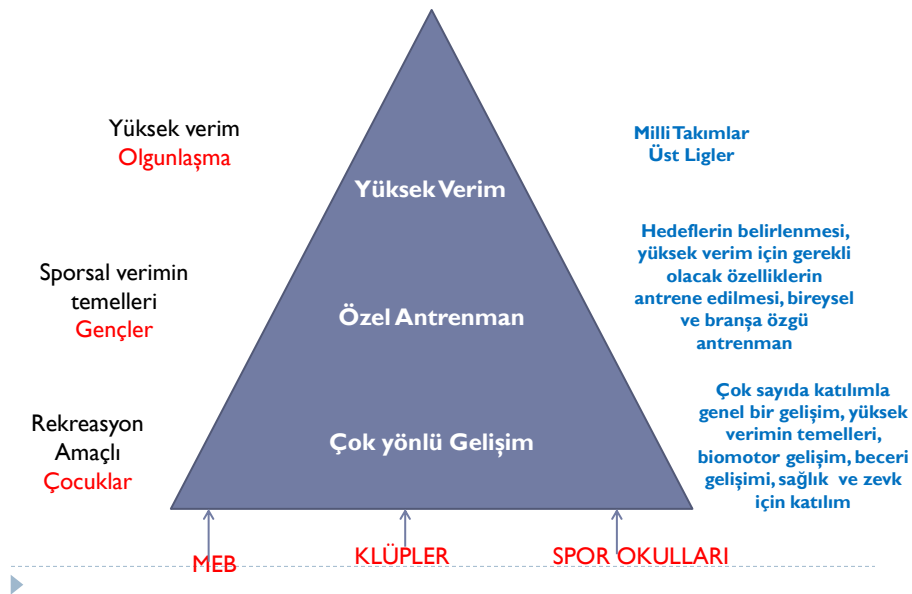 Yüksek verim
Olgunlaşma
Yüksek Verim
Milli Takımlar
Üst Ligler
Sporsal verimin
temelleri
Gençler
Özel Antrenman
Hedeflerin belirlenmesi,
yüksek verim için gerekli
olacak özelliklerin
antrene edilmesi, bireysel
ve branşa özgü
antrenman
Rekreasyon
Amaçlı
Çocuklar
Çok yönlü Gelişim
Çok sayıda katılımla
genel bir gelişim, yüksek
verimin temelleri,
biomotor gelişim, beceri
gelişimi, sağlık ve zevk
için katılım
MEB
KLÜPLER
SPOR OKULLARI